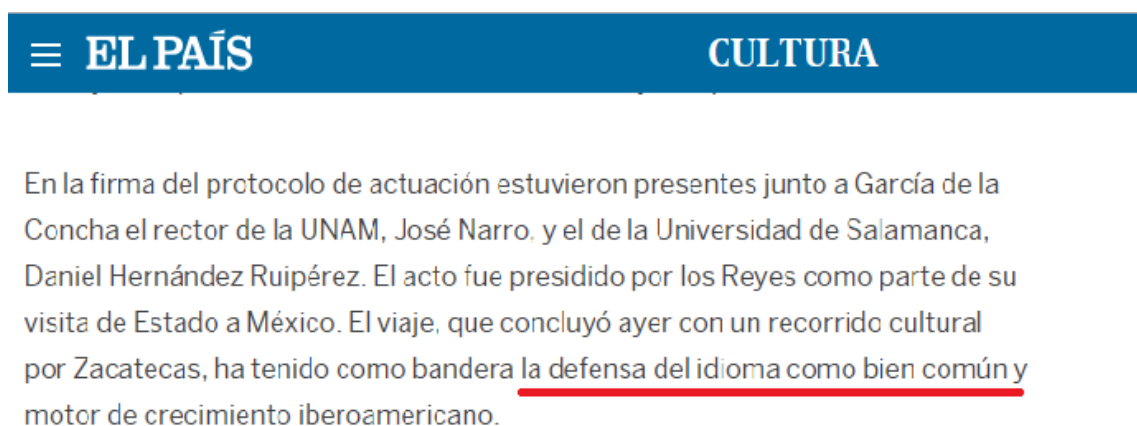 EL PAÍS
CULTURA
En la firma del protocolo de actuación estuvieron presentes junto a García de la
Concha el rector de la UNAM, José Narro, y el de la Universidad de Salamanca,
Daniel Hernández Ruipérez. El acto fue presidido por los Reyes como parte de su
visita de Estado a México. El viaje, que concluyó ayer con un recorrido cultural
por Zacatecas, ha tenido como bandera la defensa del idioma como bien común y
motor de crecimiento iberoamericano.